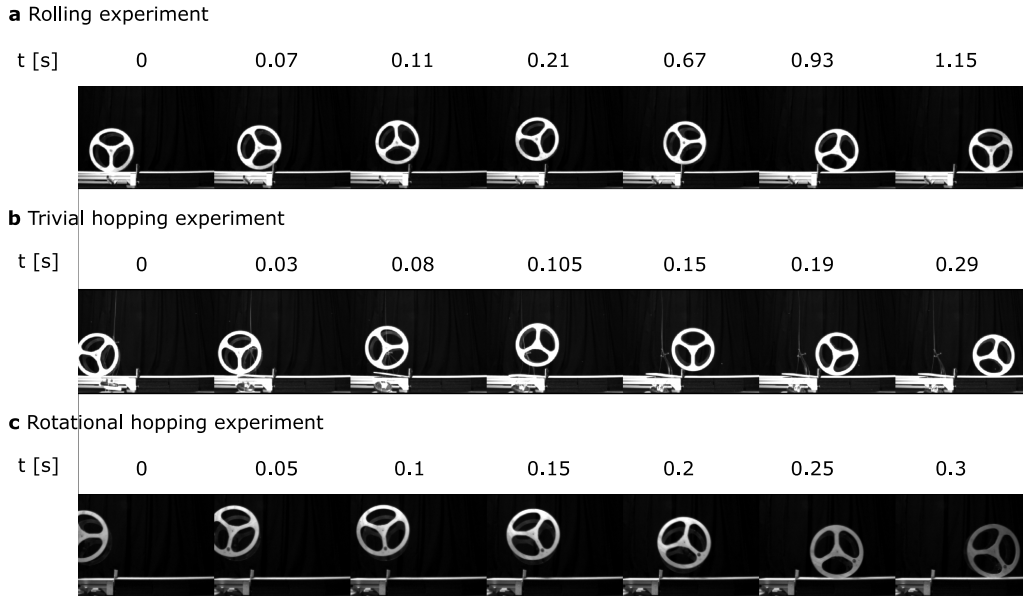 a Rolling experiment
t [s] 0 0.07 0.11 0.21 0.67 0.93 1.15
b Trivial hopping experiment
t [s] 0 0.03 0.08 0.105 0.15 0.19 0.29
c Rotational hopping experiment
t [s] 0 0.05 0.1 0.15 0.2 0.25 0.3